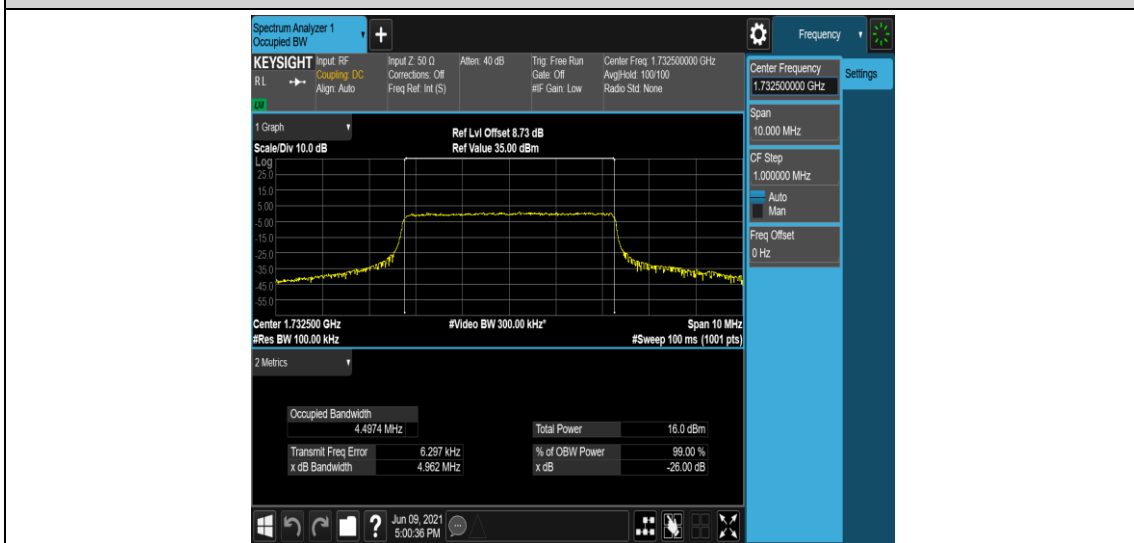 Spectrum Analyzer 1
Occupied BW
+
Frequency
KEYSIGHT Input: RF Input Z: 50 Ω Atten: 40 dB Trig: Free Run Center Freq: 1.732500000 GHz
RL Coupling: DC Corrections: Off Gate: Off Avg|Hold: 100/100
Align: Auto Freq Ref: Int (S) #IF Gain: Low Radio Std: None
LXI
Center Frequency
1.732500000 GHz
Settings
Span
10.000 MHz
CF Step
1.000000 MHz
Auto
Man
Freq Offset
0 Hz
1 Graph
Ref Lvl Offset 8.73 dB
Scale/Div 10.0 dB Ref Value 35.00 dBm
Log
25.0
15.0
5.00
-5.00
-15.0
-25.0
-35.0
-45.0
-55.0
Center 1.732500 GHz #Video BW 300.00 kHz* Span 10 MHz
#Res BW 100.00 kHz #Sweep 100 ms (1001 pts)
2 Metrics
Occupied Bandwidth
4.4974 MHz
Total Power 16.0 dBm
Transmit Freq Error 6.297 kHz % of OBW Power 99.00 %
x dB Bandwidth 4.962 MHz x dB -26.00 dB
?
Jun 09, 2021
5:00:36 PM